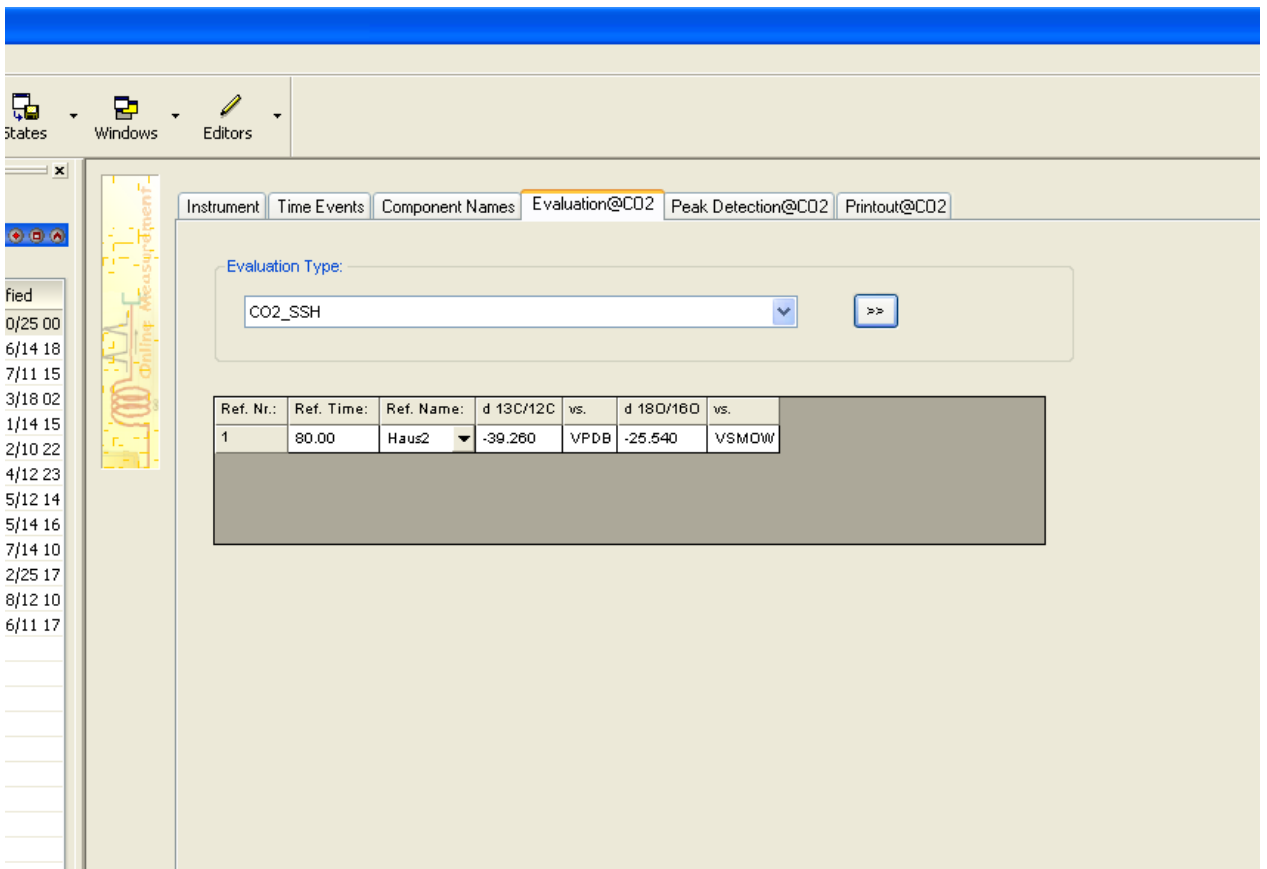 States
Windows
Editors
Instrument
Time Events
Component Names
Evaluation@CO2
Peak Detection@CO2
Printout@CO2
Online Measurement
Evaluation Type:
CO2_SSH
>>
Ref. Nr.: Ref. Time: Ref. Name: d 13C/12C vs. d 18O/16O vs.
1 80.00 Haus2 -39.260 VPDB -25.540 VSMOW
fied
0/25 00
6/14 18
7/11 15
3/18 02
1/14 15
2/10 22
4/12 23
5/12 14
5/14 16
7/14 10
2/25 17
8/12 10
6/11 17